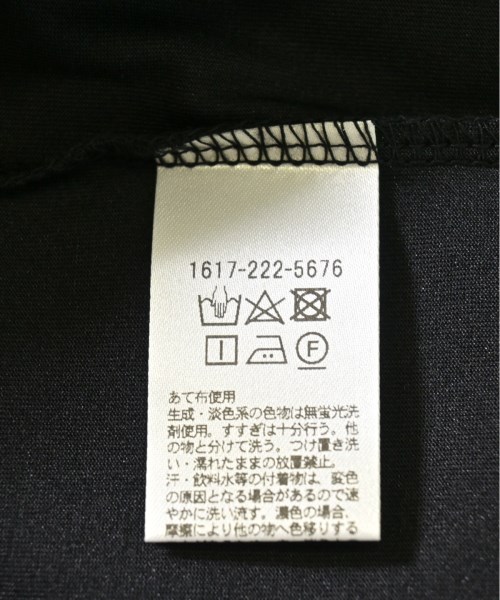 1617-222-5676
F
あて布使用
生成・淡色系の色物は無蛍光洗
剤使用。すすぎは十分行う。他
の物と分けて洗う。つけ置き洗
い・濡れたままの放置禁止。
汗・飲料水等の付着物は、変色
の原因となる場合があるので速
やかに洗い流す。濃色の場合、
摩擦により他の物へ色移りする